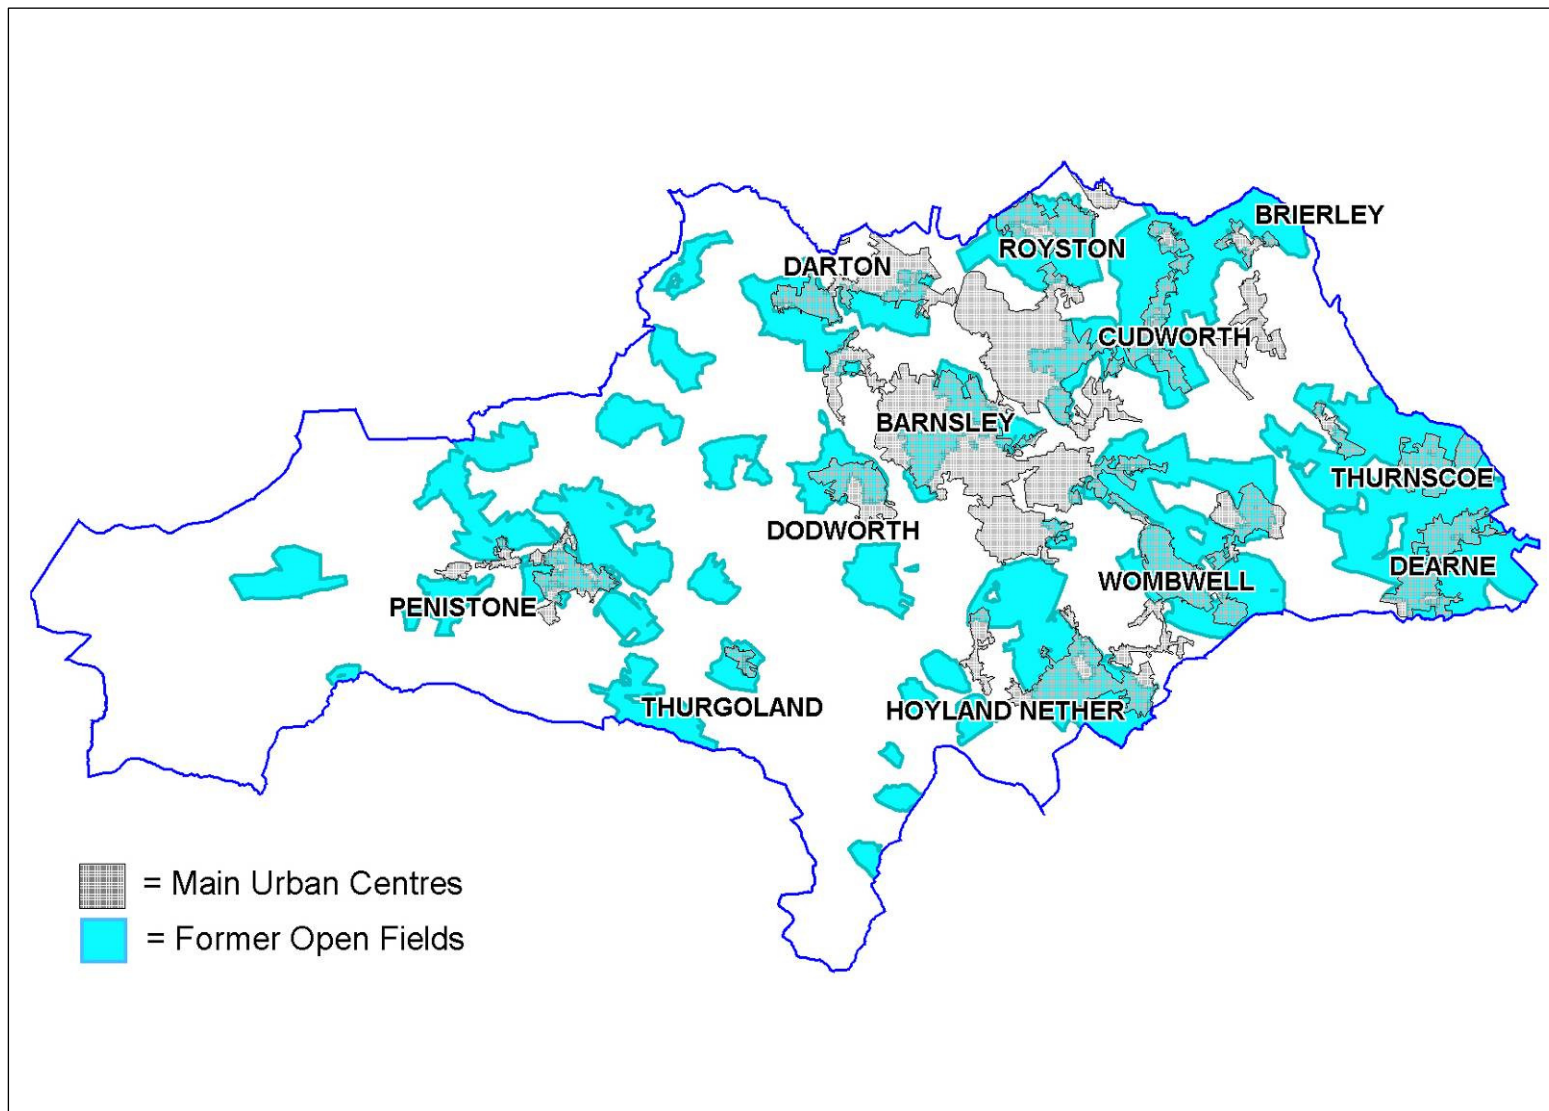 BRIERLEY
ROYSTON
DARTON
CUDWORTH
BARNSLEY
THURNSCOE
DODWORTH
DEARNE
WOMBWELL
PENISTONE
THURGOLAND
HOYLAND NETHER
= Main Urban Centres
= Former Open Fields